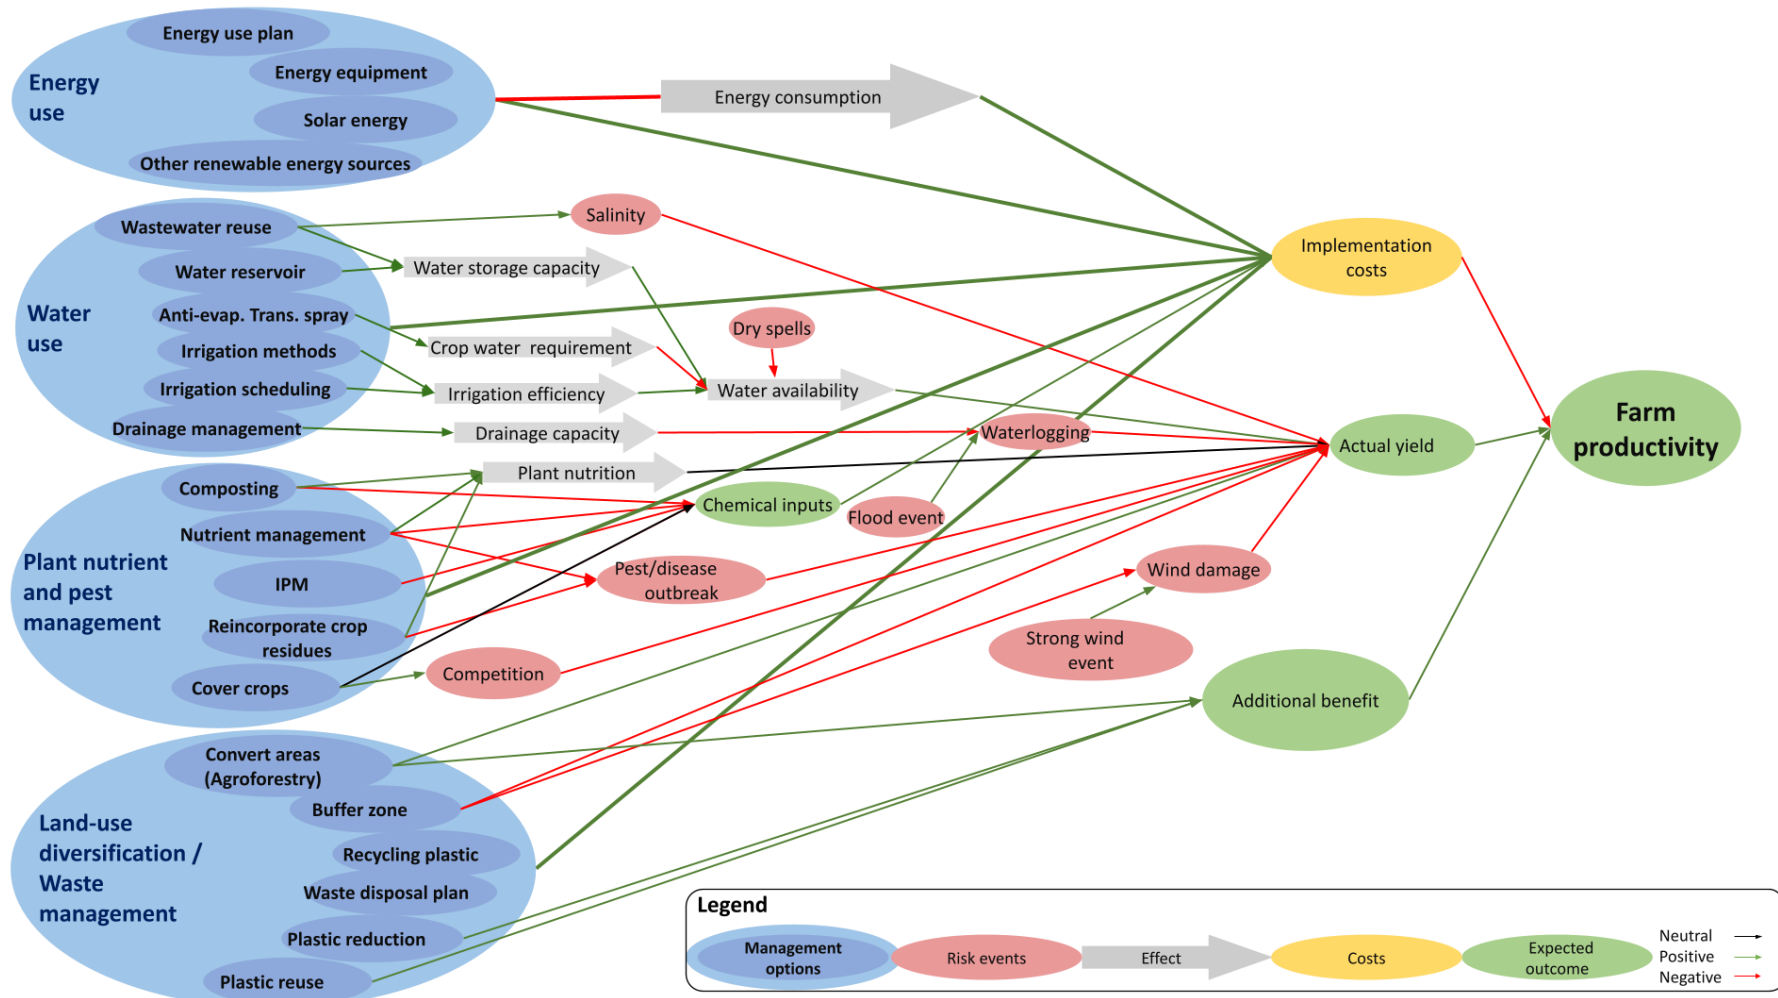 Energy use plan
Energy equipment
Energy
use
Solar energy
Other renewable energy sources
Energy consumption
Wastewater reuse
Water reservoir
Anti-evap. Trans. spray
Water
use
Irrigation methods
Irrigation scheduling
Drainage management
Salinity
Water storage capacity
Crop water requirement
Irrigation efficiency
Drainage capacity
Dry spells
Water availability
Waterlogging
Flood event
Implementation
costs
Actual yield
Farm
productivity
Composting
Nutrient management
Plant nutrient
and pest
management
IPM
Reincorporate crop
residues
Cover crops
Plant nutrition
Chemical inputs
Pest/disease
outbreak
Competition
Wind damage
Strong wind
event
Additional benefit
Convert areas
(Agroforestry)
Buffer zone
Land-use
diversification /
Waste
management
Recycling plastic
Waste disposal plan
Plastic reduction
Plastic reuse
Legend
Management
options
Risk events
Effect
Costs
Expected
outcome
Neutral
Positive
Negative